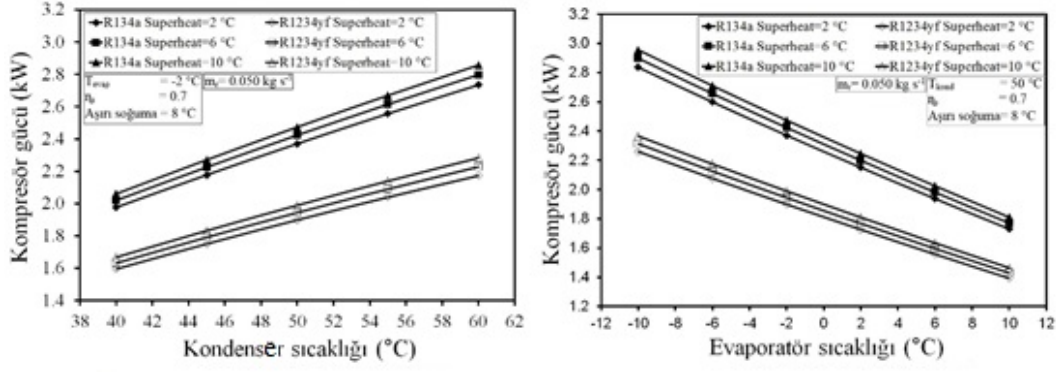 R134a Superheat=2 °C
R1234yf Superheat=2 °C
R134a Superheat=6 °C
R1234yf Superheat=6 °C
R134a Superheat=10 °C
R1234yf Superheat=10 °C
Tevap = -2 °C
mr= 0.050 kg s-1
= 0.7
Aşırı soğuma = 8 °C
Kompresör gücü (kW)
3.2
3.0
2.8
2.6
2.4
2.2
2.0
1.8
1.6
1.4
38 40 42 44 46 48 50 52 54 56 58 60 62
Kondenser sıcaklığı (°C)
R134a Superheat=2 °C
R1234yf Superheat=2 °C
R134a Superheat=6 °C
R1234yf Superheat=6 °C
R134a Superheat=10 °C
R1234yf Superheat=10 °C
mr= 0.050 kg s-1
Tkond = 50 °C
= 0.7
Aşırı soğuma= 8 °C
Kompresör gücü (kW)
3.2
3.0
2.8
2.6
2.4
2.2
2.0
1.8
1.6
1.4
1.2
-12 -10 -8 -6 -4 -2 0 2 4 6 8 10 12
Evaporatör sıcaklığı (°C)